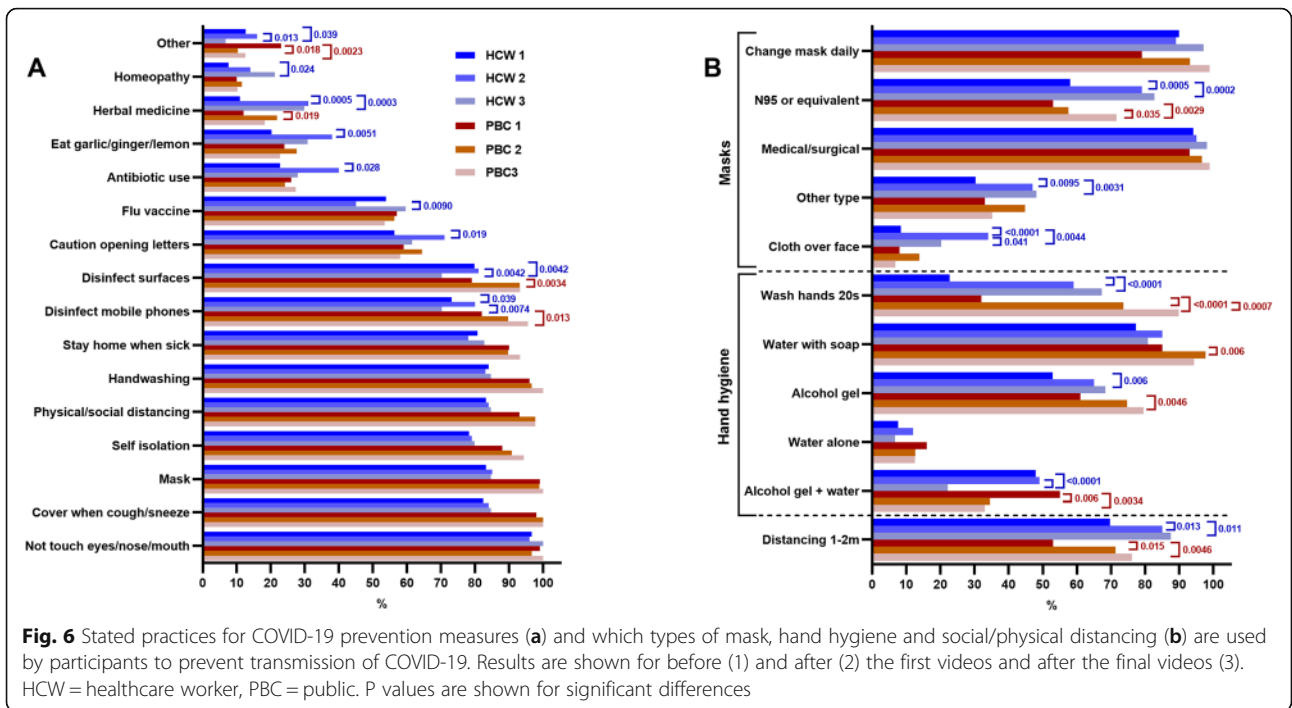 A
Other
Homeopathy
Herbal medicine
Eat garlic/ginger/lemon
Antibiotic use
Flu vaccine
Caution opening letters
Disinfect surfaces
Disinfect mobile phones
Stay home when sick
Handwashing
Physical/social distancing
Self isolation
Mask
Cover when cough/sneeze
Not touch eyes/nose/mouth
0.013 0.039
0.018 0.0023
0.024
0.0005 0.0003
0.019
0.0051
0.028
0.0090
0.019
0.0042 0.0042
0.0034
0.039
0.0074
0.013
0 10 20 30 40 50 60 70 80 90 100
%
HCW 1
HCW 2
HCW 3
PBC 1
PBC 2
PBC3
B
Masks
Change mask daily
N95 or equivalent
Medical/surgical
Other type
Cloth over face
Hand hygiene
Wash hands 20s
Water with soap
Alcohol gel
Water alone
Alcohol gel + water
Distancing 1-2m
0.0005 0.0002
0.035 0.0029
0.0095 0.0031
<0.0001 0.0044
0.041
<0.0001
<0.0001 0.0007
0.006
0.006
0.0046
<0.0001
0.006 0.0034
0.013 0.011
0.015 0.0046
0 10 20 30 40 50 60 70 80 90 100
%
Fig. 6 Stated practices for COVID-19 prevention measures (a) and which types of mask, hand hygiene and social/physical distancing (b) are used
by participants to prevent transmission of COVID-19. Results are shown for before (1) and after (2) the first videos and after the final videos (3).
HCW = healthcare worker, PBC = public. P values are shown for significant differences